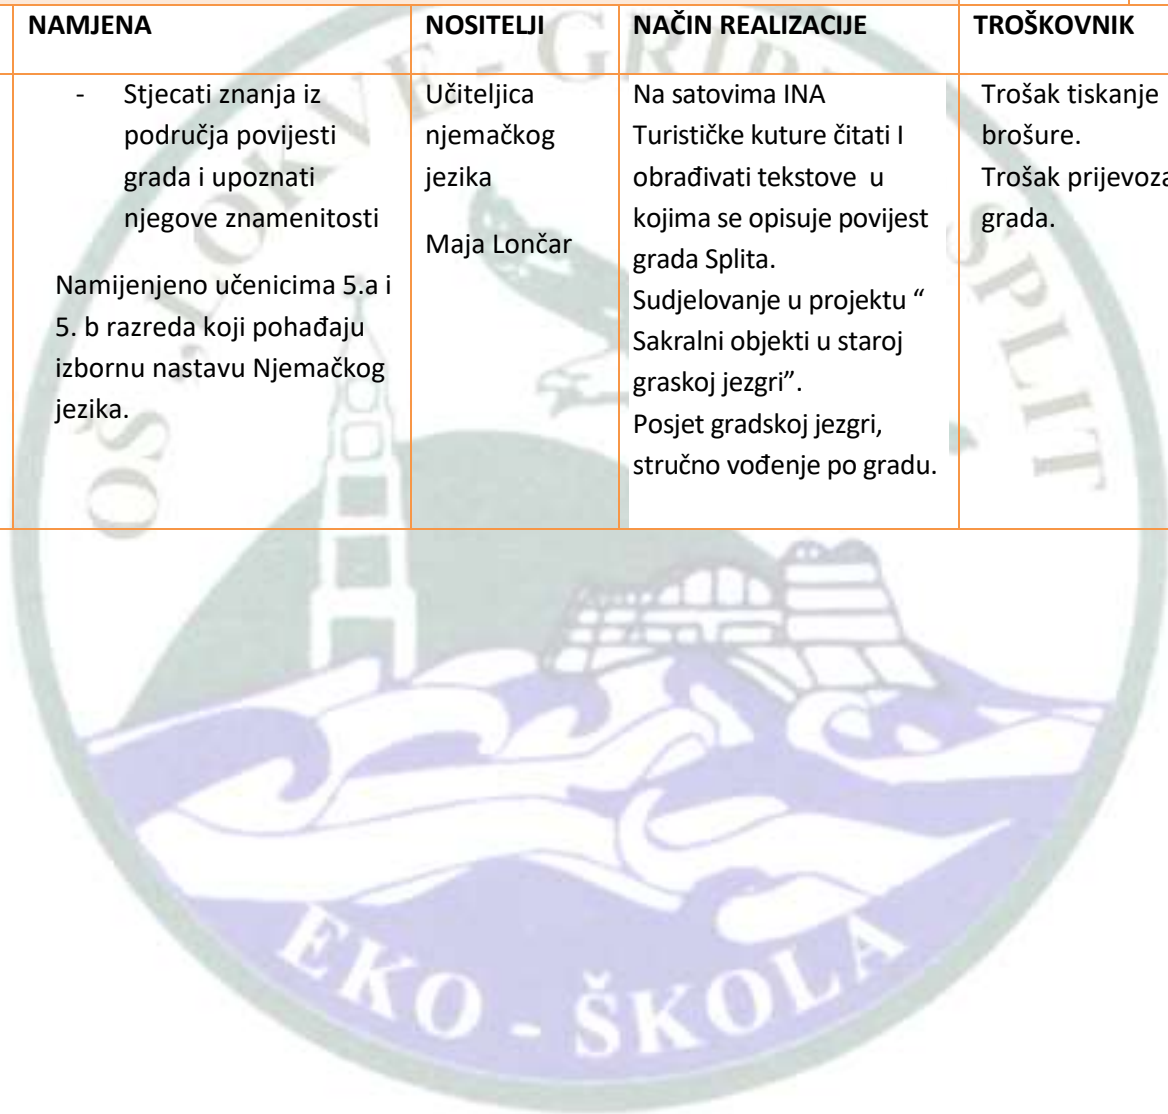 NAMJENA
NOSITELJI
NAČIN REALIZACIJE
TROŠKOVNIK
- Stjecati znanja iz
područja povijesti
grada i upoznati
njegove znamenitosti
Namijenjeno učenicima 5.a i
5. b razreda koji pohađaju
izbornu nastavu Njemačkog
jezika.
Učiteljica
njemačkog
jezika
Maja Lončar
Na satovima INA
Turističke kuture čitati I
obrađivati tekstove u
kojima se opisuje povijest
grada Splita.
Sudjelovanje u projektu “
Sakralni objekti u staroj
graskoj jezgri”.
Posjet gradskoj jezgri,
stručno vođenje po gradu.
Trošak tiskanje
brošure.
Trošak prijevoza
grada.
OŠ „LOKVE - GRIP SPLIT
EKO - ŠKOLA